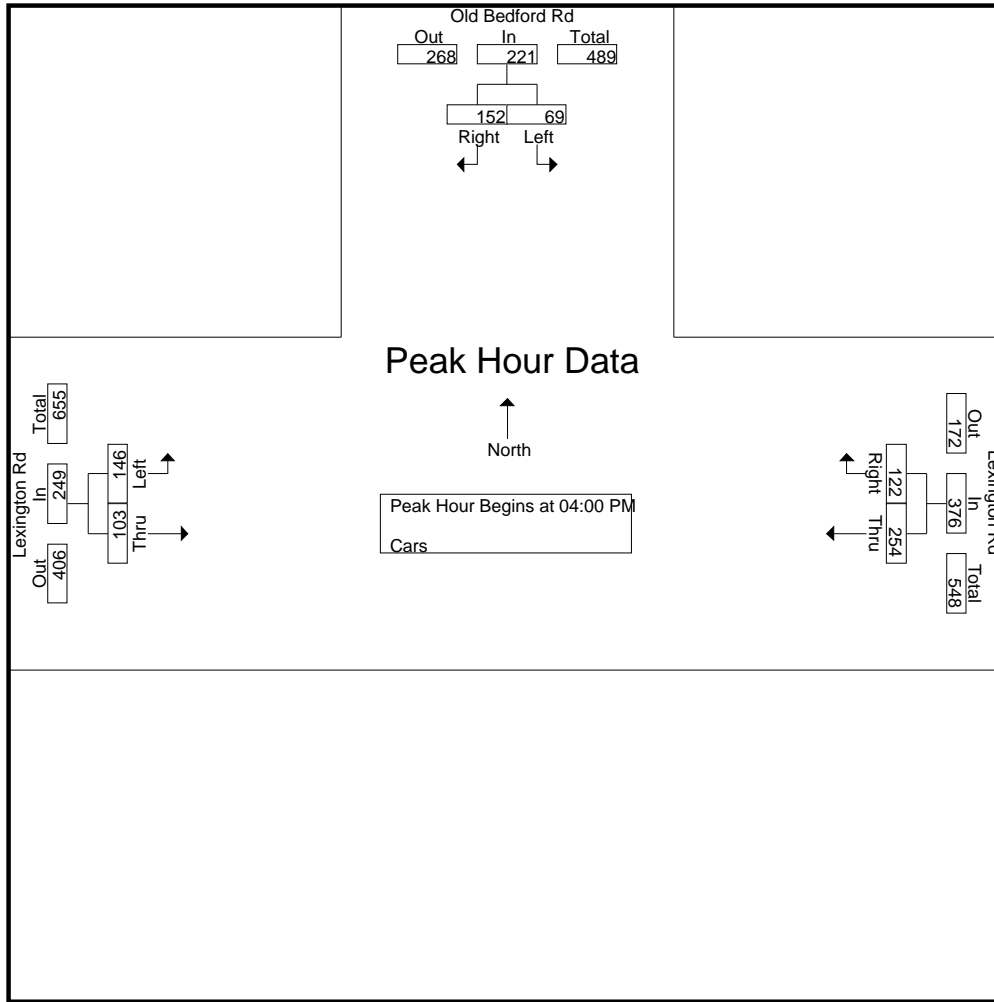 Old Bedford Rd
Out In Total
268 221 489
152 69
Right Left
Peak Hour Data
North
Peak Hour Begins at 04:00 PM
Cars
Lexington Rd
Out In Total
406 249 655
Left Thru
146 103
Lexington Rd
Out In Total
172 376 548
Right Thru
122 254